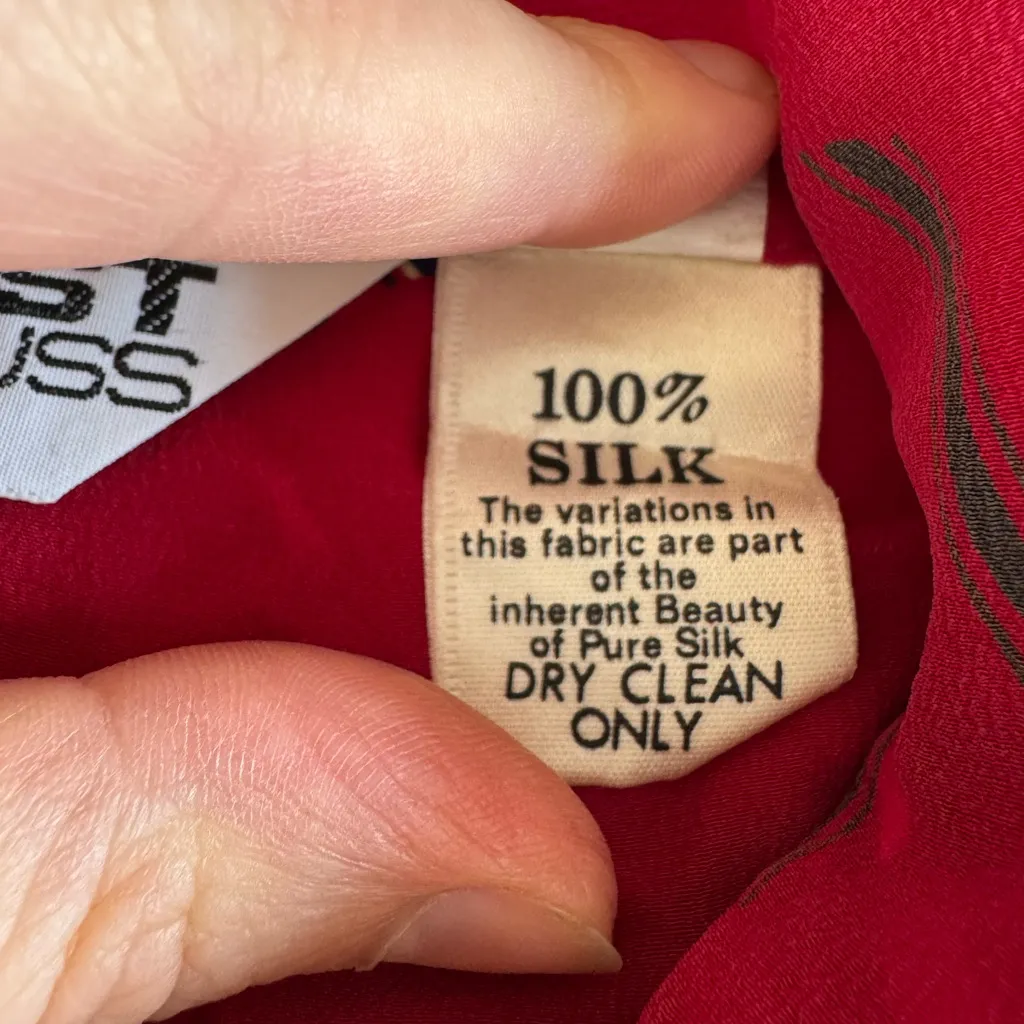 100%
SILK
The variations in
this fabric are part
of the
inherent Beauty
of Pure Silk
DRY CLEAN
ONLY